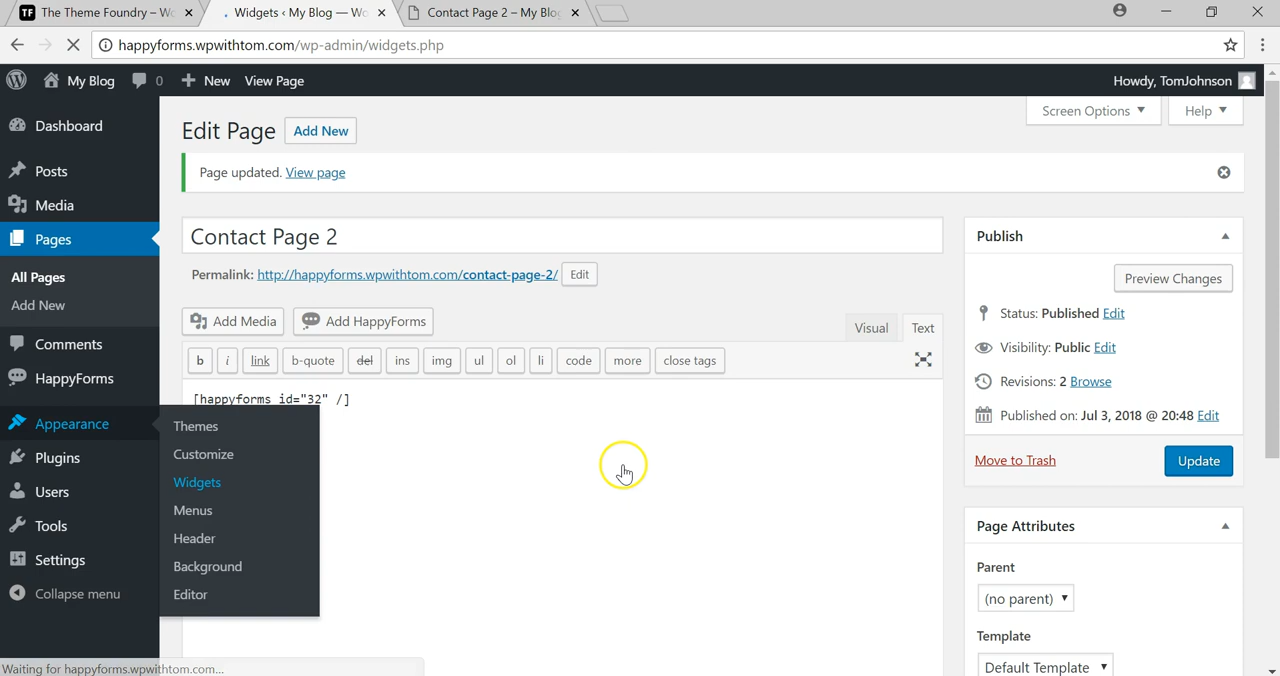 The Theme Foundry – Wo
Widgets ‹ My Blog — Wo
Contact Page 2 – My Blo
happyforms.wpwithtom.com/wp-admin/widgets.php
My Blog
0
New
View Page
Howdy, TomJohnson
Dashboard
Posts
Media
Pages
All Pages
Add New
Comments
HappyForms
Appearance
Plugins
Users
Tools
Settings
Collapse menu
Themes
Customize
Widgets
Menus
Header
Background
Editor
Screen Options
Help
Edit Page
Add New
Page updated. View page
Contact Page 2
Permalink: http://happyforms.wpwithtom.com/contact-page-2/ Edit
Add Media
Add HappyForms
Visual
Text
b
i
link
b-quote
del
ins
img
ul
ol
li
code
more
close tags
[happyforms id="32" /]
Publish
Preview Changes
Status: Published Edit
Visibility: Public Edit
Revisions: 2 Browse
Published on: Jul 3, 2018 @ 20:48 Edit
Move to Trash
Update
Page Attributes
Parent
(no parent)
Template
Default Template
Waiting for happyforms.wpwithtom.com...